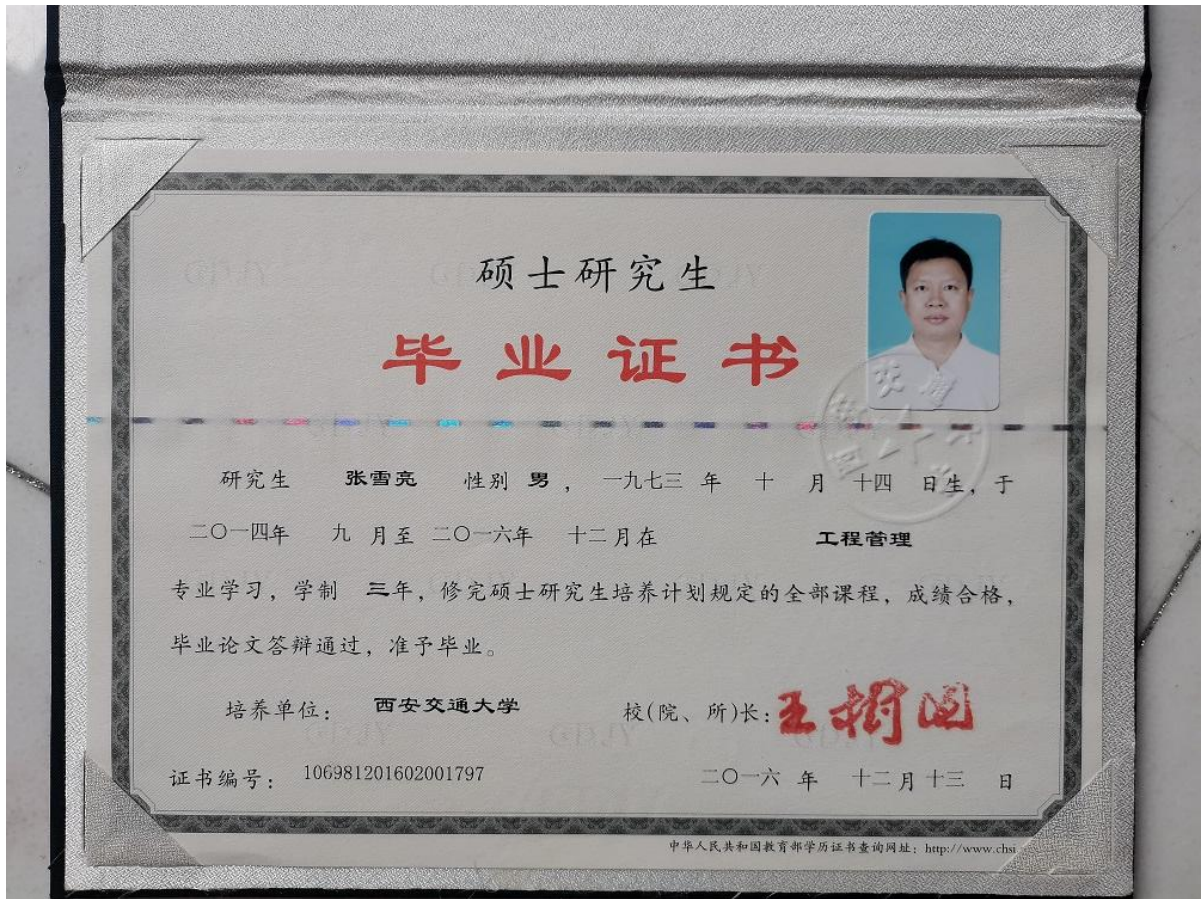 硕士研究生
毕业证书
研究生 张雪亮 性别 男 ， 一九七三 年 十 月 十四 日生，于
二〇一四年 九 月至 二〇一六年 十二月在 工程管理
专业学习，学制 三年，修完硕士研究生培养计划规定的全部课程，成绩合格，
毕业论文答辩通过，准予毕业。
培养单位： 西安交通大学 校(院、所)长：王树国
证书编号： 106981201602001797 二〇一六 年 十二月十三 日
中华人民共和国教育部学历证书查询网址：http://www.chsi